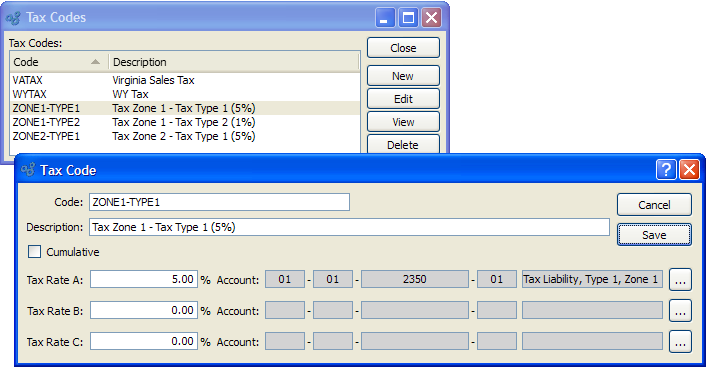 Tax Codes
Tax Codes:
Close
Code Description
VATAX Virginia Sales Tax
New
WYTAX WY Tax
Edit
ZONE1-TYPE1 Tax Zone 1 - Tax Type 1 (5%)
ZONE1-TYPE2 Tax Zone 1 - Tax Type 2 (1%)
View
ZONE2-TYPE1 Tax Zone 2 - Tax Type 1 (5%)
Delete
Tax Code
Code: ZONE1-TYPE1
Cancel
Description: Tax Zone 1 - Tax Type 1 (5%)
Save
Cumulative
Tax Rate A: 5.00 % Account: 01 - 01 - 2350 - 01 Tax Liability, Type 1, Zone 1 ...
Tax Rate B: 0.00 % Account: - - - ...
Tax Rate C: 0.00 % Account: - - - ...